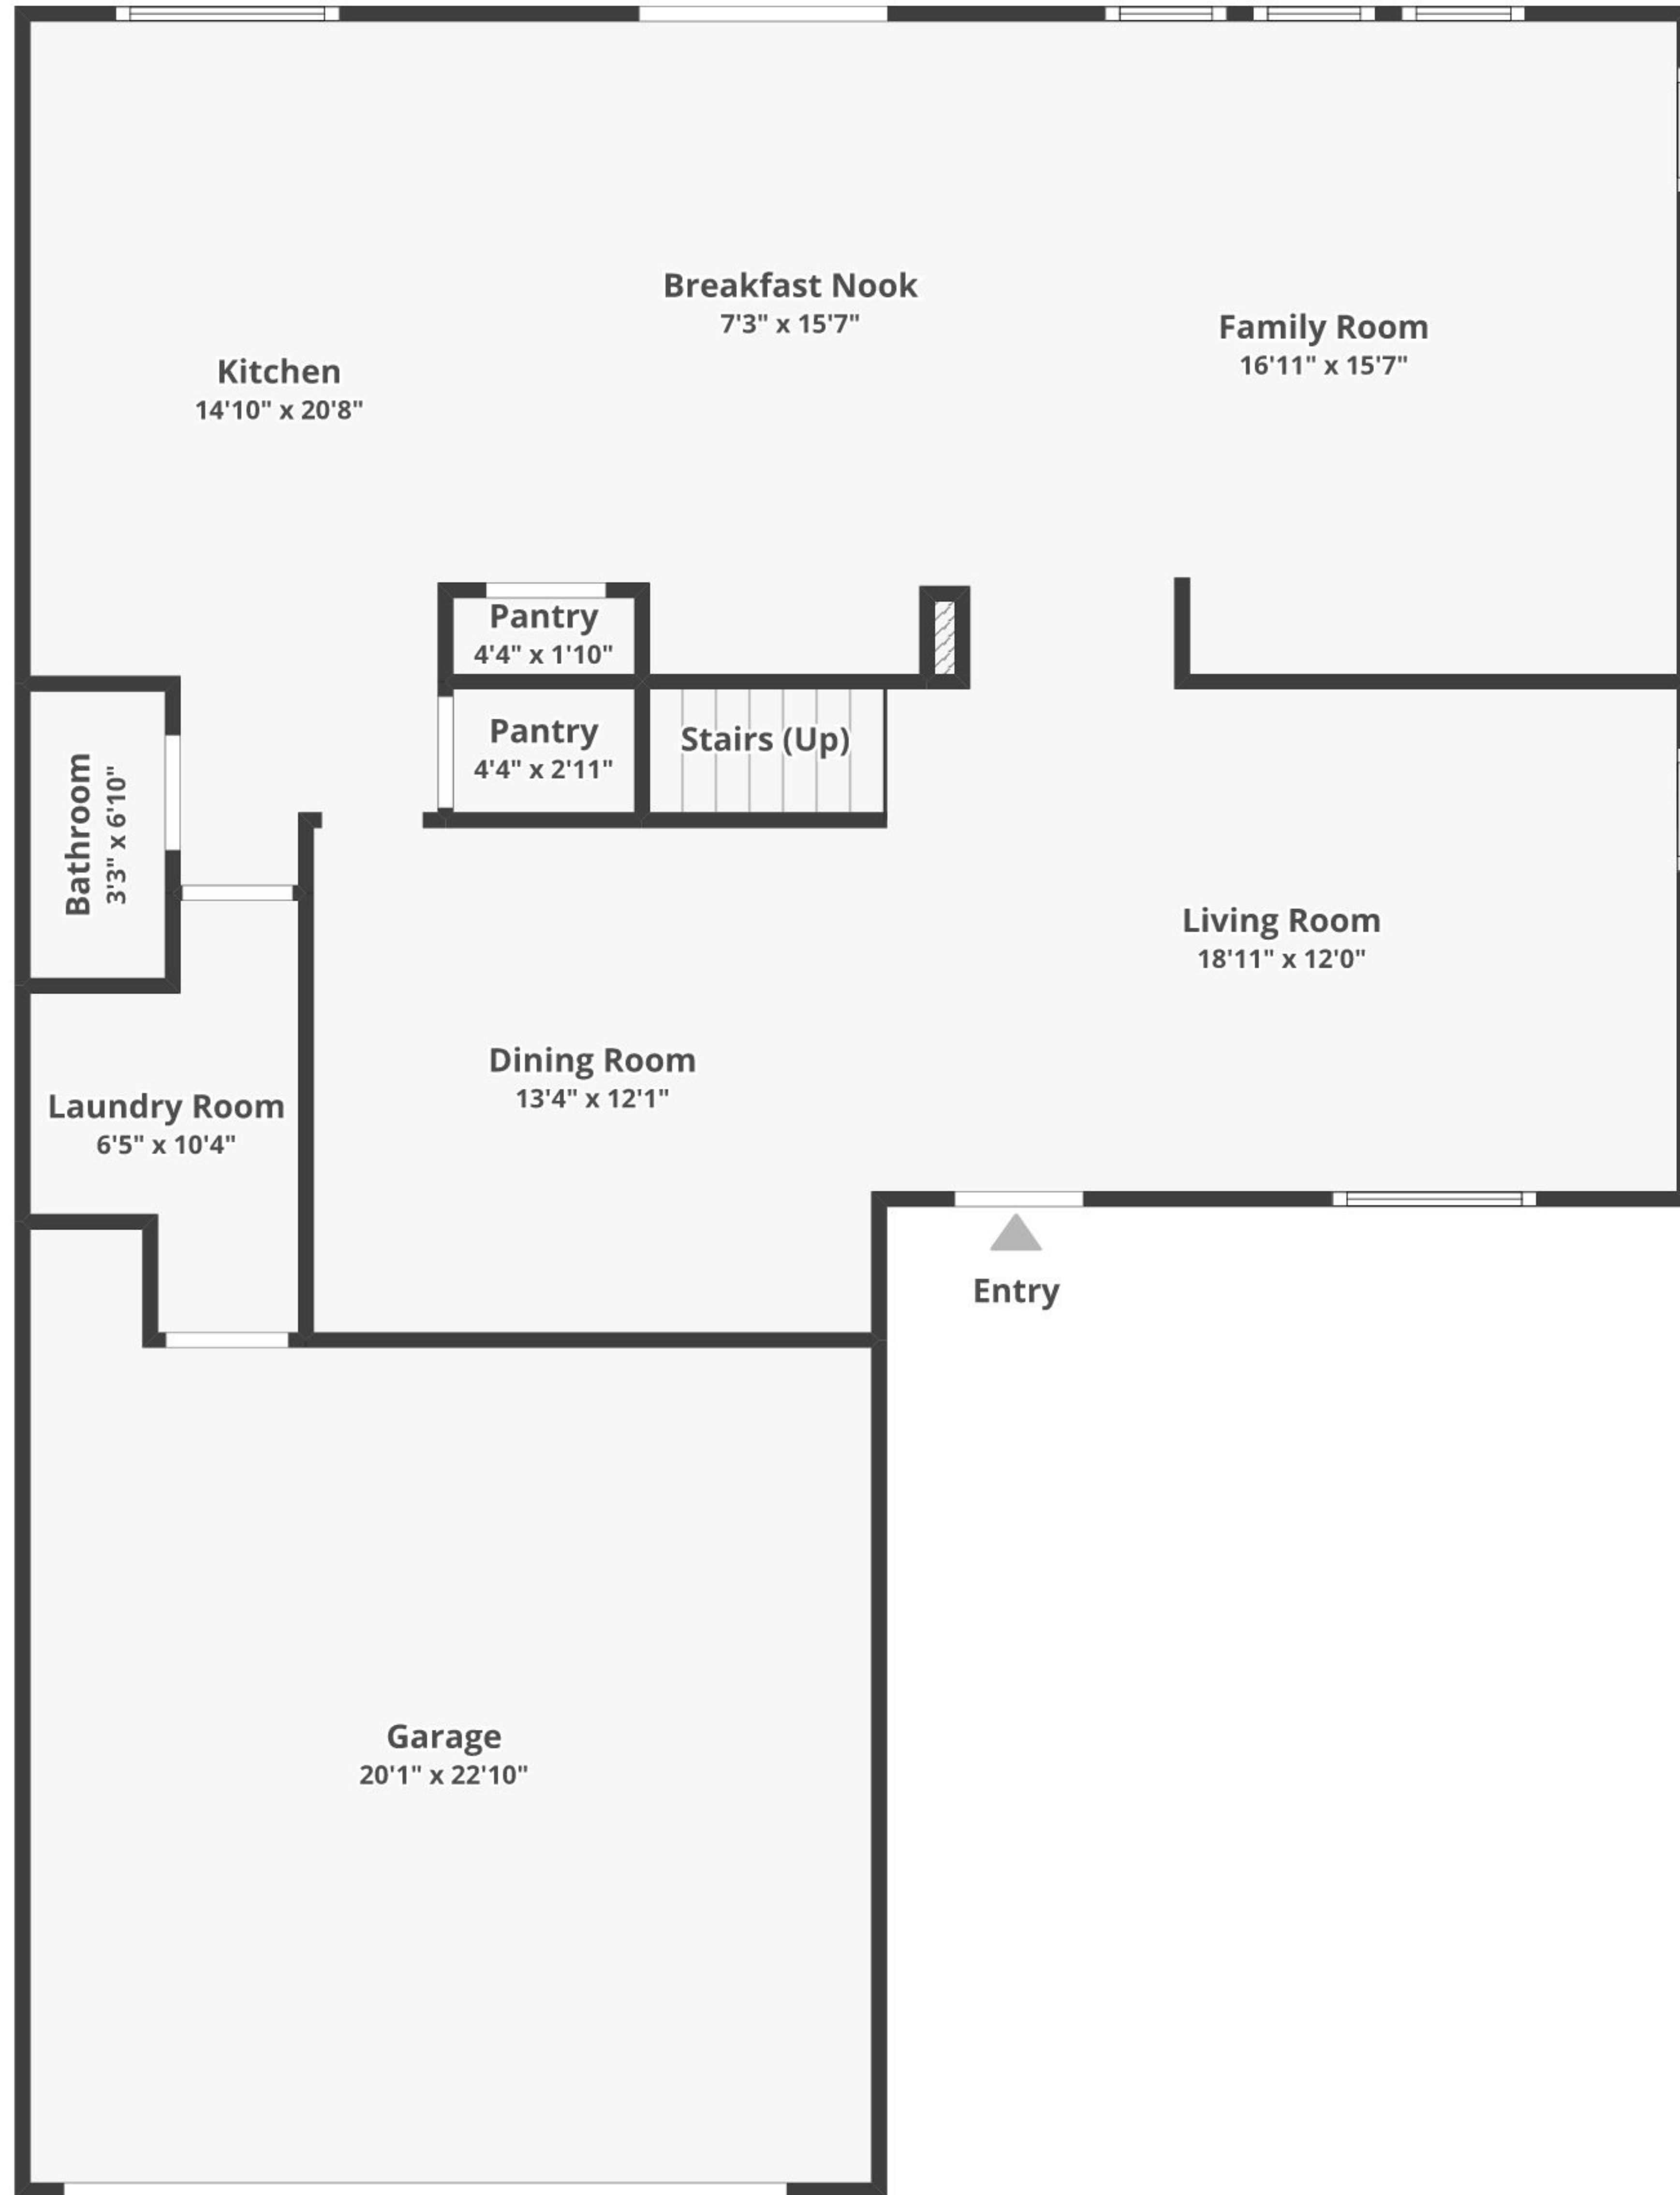 Breakfast Nook
7'3" x 15'7"
Family Room
16'11" x 15'7"
Kitchen
14'10" x 20'8"
Pantry
4'4" x 1'10"
Pantry
4'4" x 2'11"
Stairs (Up)
Bathroom
3'3" x 6'10"
Living Room
18'11" x 12'0"
Dining Room
13'4" x 12'1"
Laundry Room
6'5" x 10'4"
Entry
Garage
20'1" x 22'10"